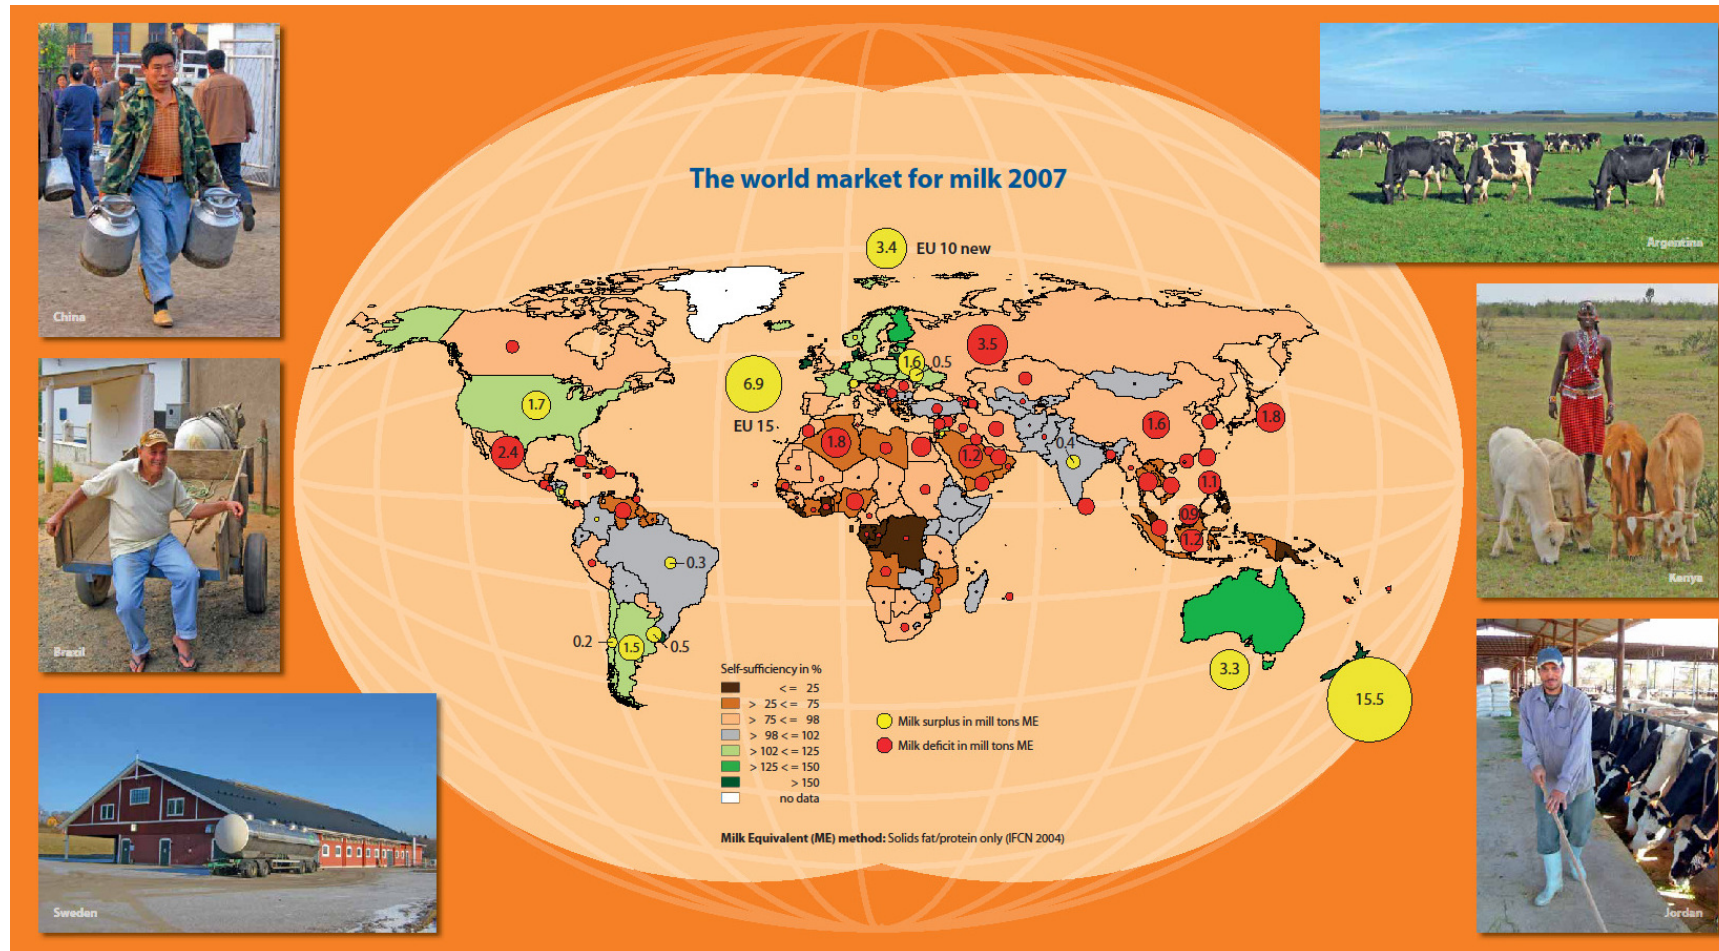 China
Brazil
Sweden
The world market for milk 2007
3.4 EU 10 new
6.9
EU 15
1.6
0.5
3.5
1.7
2.4
1.8
1.2
0.4
1.6
1.8
1.1
0.9
1.2
0.3
0.2
1.5
0.5
3.3
15.5
Self-sufficiency in %
< = 25
> 25 < = 75
> 75 < = 98
> 98 < = 102
> 102 < = 125
> 125 < = 150
> 150
no data
Milk surplus in mill tons ME
Milk deficit in mill tons ME
Milk Equivalent (ME) method: Solids fat/protein only (IFCN 2004)
Argentina
Kenya
Jordan